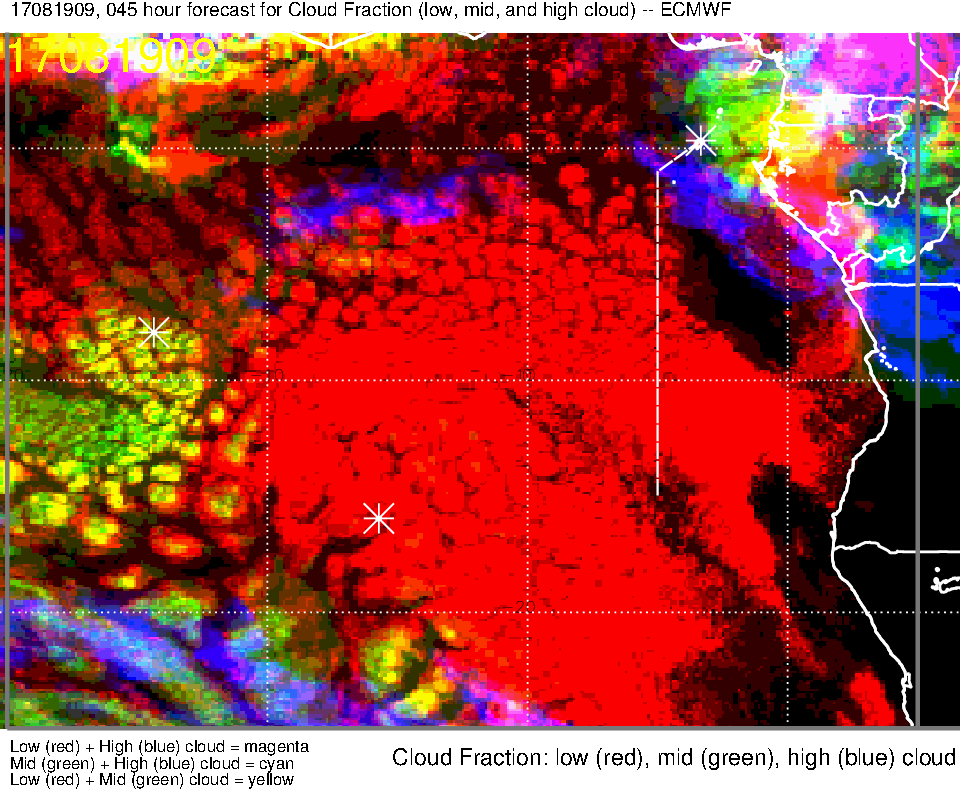 17081909, 045 hour forecast for Cloud Fraction (low, mid, and high cloud) -- ECMWF
17081909
Low (red) + High (blue) cloud = magenta
Mid (green) + High (blue) cloud = cyan
Low (red) + Mid (green) cloud = yellow
Cloud Fraction: low (red), mid (green), high (blue) cloud